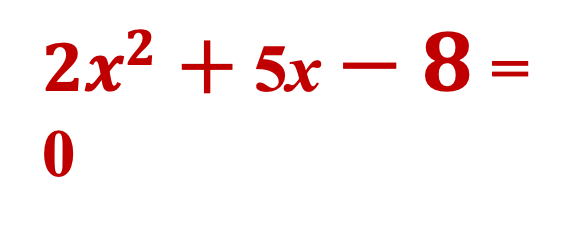 2x² + 5x − 8 =
0